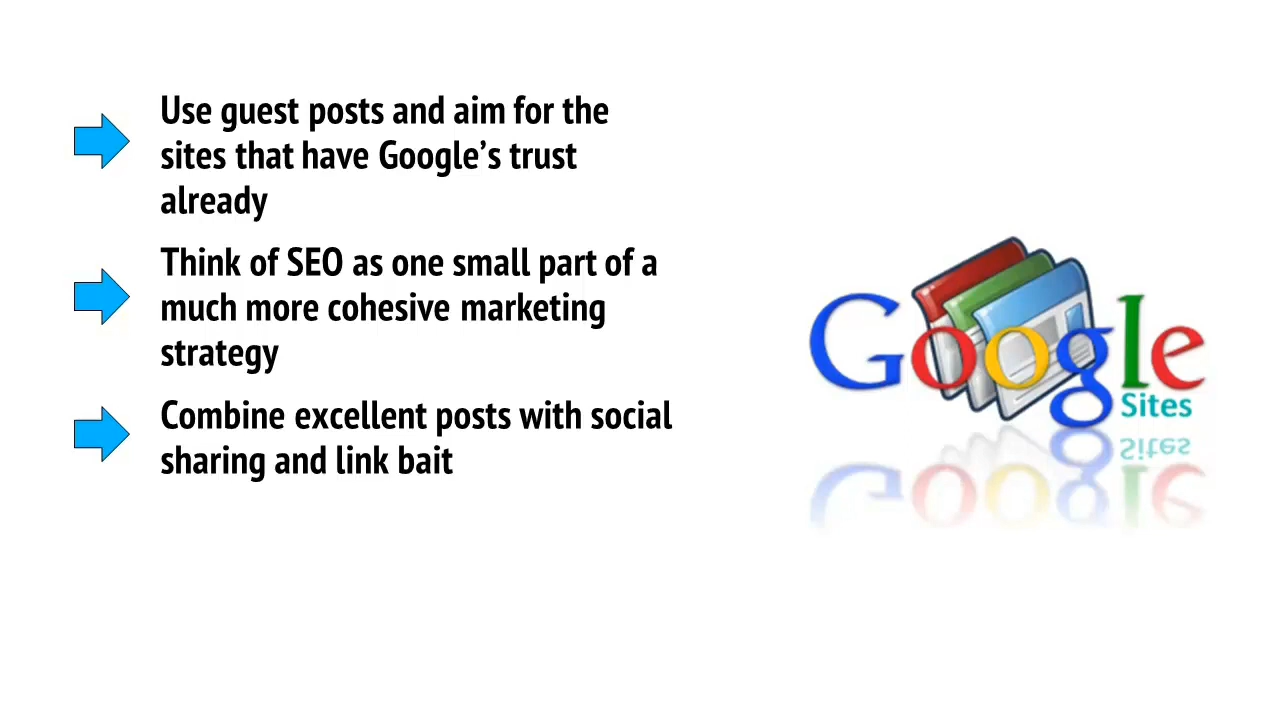 Use guest posts and aim for the
sites that have Google’s trust
already
Think of SEO as one small part of a
much more cohesive marketing
strategy
Combine excellent posts with social
sharing and link bait
Google
Sites